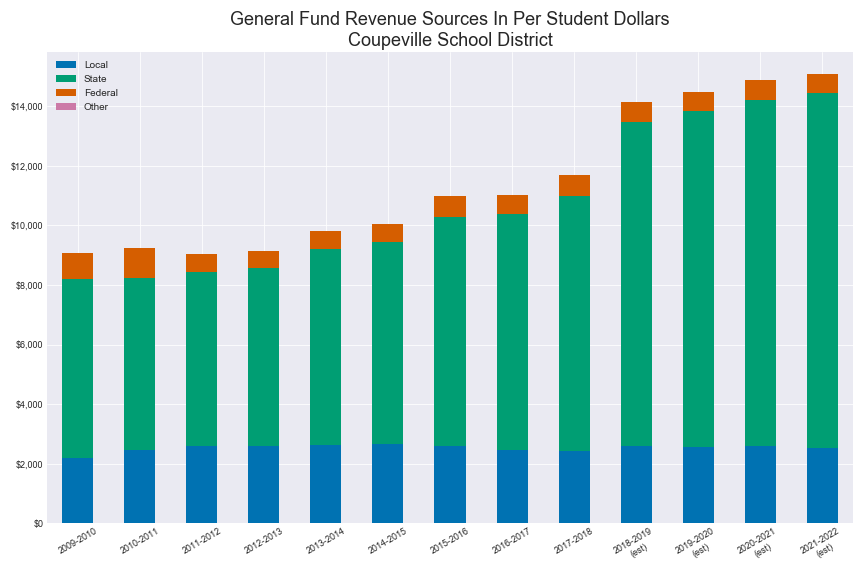 General Fund Revenue Sources In Per Student Dollars
Coupeville School District
Local
State
Federal
Other
$14,000
$12,000
$10,000
$8,000
$6,000
$4,000
$2,000
$0
2009-2010
2010-2011
2011-2012
2012-2013
2013-2014
2014-2015
2015-2016
2016-2017
2017-2018
2018-2019
(est)
2019-2020
(est)
2020-2021
(est)
2021-2022
(est)